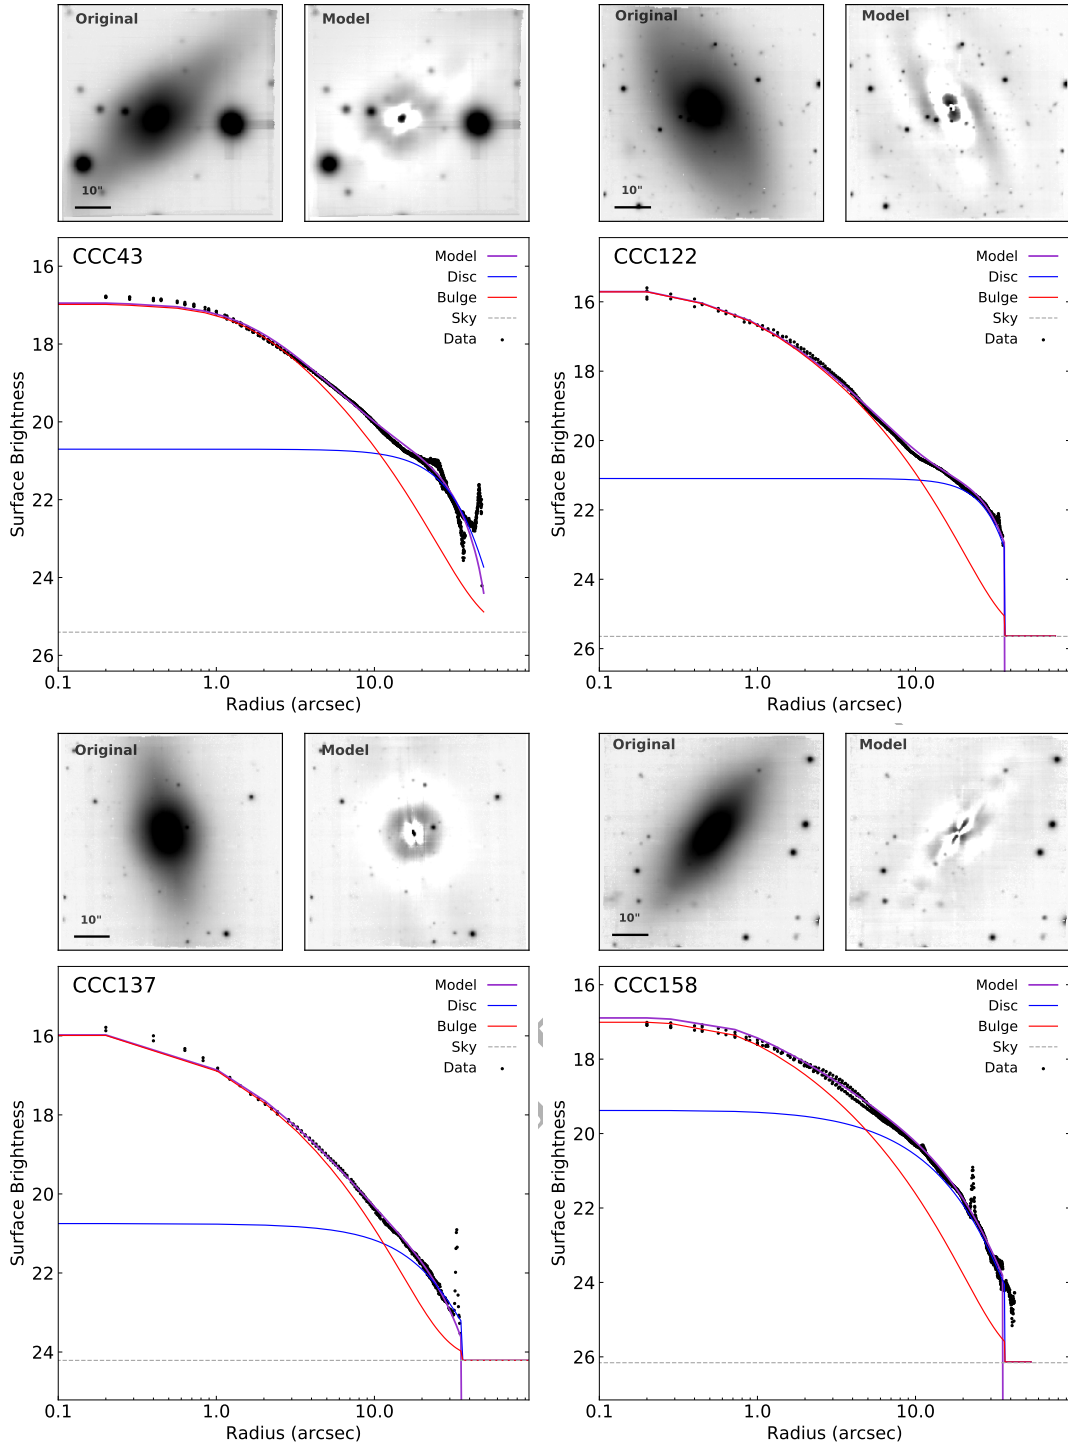 Original
Model
10"
Original
Model
10"
CCC43
Model
Disc
Bulge
Sky
Data
16
18
20
22
24
26
Surface Brightness
0.1
1.0
10.0
Radius (arcsec)
CCC122
Model
Disc
Bulge
Sky
Data
16
18
20
22
24
26
Surface Brightness
0.1
1.0
10.0
Radius (arcsec)
Original
Model
10"
Original
Model
10"
CCC137
Model
Disc
Bulge
Sky
Data
16
18
20
22
24
Surface Brightness
0.1
1.0
10.0
Radius (arcsec)
CCC158
Model
Disc
Bulge
Sky
Data
16
18
20
22
24
26
Surface Brightness
0.1
1.0
10.0
Radius (arcsec)